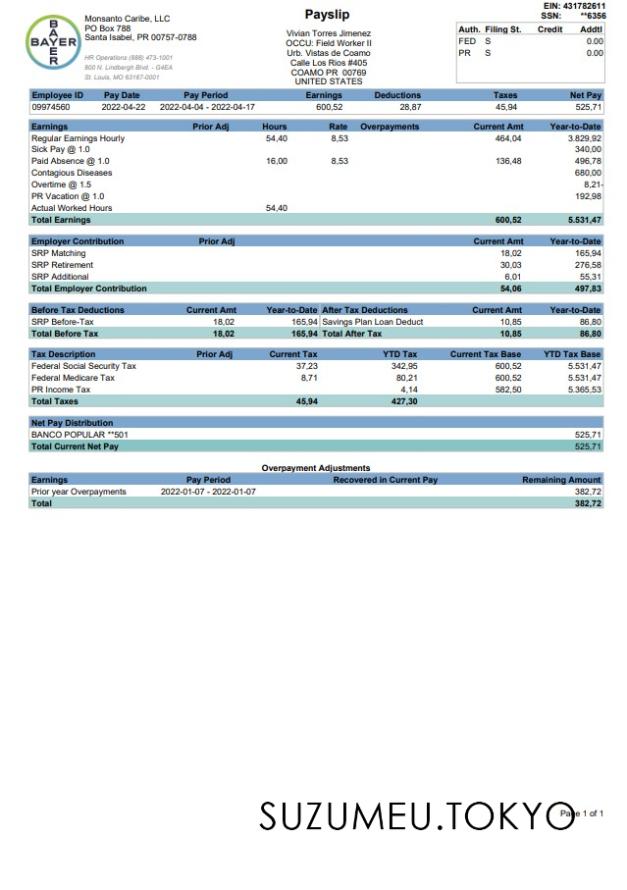 EIN: 431782611
SSN: **6356
BAYER
BAYER
Monsanto Caribe, LLC
PO Box 788
Santa Isabel, PR 00757-0788
HR Operations (888) 473-1001
800 N. Lindbergh Blvd. - G4EA
St. Louis, MO 63167-0001
Payslip
Vivian Torres Jimenez
OCCU: Field Worker II
Urb. Vistas de Coamo
Calle Los Rios #405
COAMO PR 00769
UNITED STATES
Auth. Filing St. Credit Addtl
FED S 0.00
PR S 0.00
Employee ID Pay Date Pay Period Earnings Deductions Taxes Net Pay
09974560 2022-04-22 2022-04-04 - 2022-04-17 600,52 28,87 45,94 525,71
Earnings Prior Adj Hours Rate Overpayments Current Amt Year-to-Date
Regular Earnings Hourly 54,40 8,53 464,04 3.829,92
Sick Pay @ 1.0 340,00
Paid Absence @ 1.0 16,00 8,53 136,48 496,78
Contagious Diseases 680,00
Overtime @ 1.5 8,21-
PR Vacation @ 1.0 192,98
Actual Worked Hours 54,40
Total Earnings 600,52 5.531,47
Employer Contribution Prior Adj Current Amt Year-to-Date
SRP Matching 18,02 165,94
SRP Retirement 30,03 276,58
SRP Additional 6,01 55,31
Total Employer Contribution 54,06 497,83
Before Tax Deductions Current Amt Year-to-Date After Tax Deductions Current Amt Year-to-Date
SRP Before-Tax 18,02 165,94 Savings Plan Loan Deduct 10,85 86,80
Total Before Tax 18,02 165,94 Total After Tax 10,85 86,80
Tax Description Prior Adj Current Tax YTD Tax Current Tax Base YTD Tax Base
Federal Social Security Tax 37,23 342,95 600,52 5.531,47
Federal Medicare Tax 8,71 80,21 600,52 5.531,47
PR Income Tax 4,14 582,50 5.365,53
Total Taxes 45,94 427,30
Net Pay Distribution
BANCO POPULAR **501 525,71
Total Current Net Pay 525,71
Overpayment Adjustments
Earnings Pay Period Recovered in Current Pay Remaining Amount
Prior year Overpayments 2022-01-07 - 2022-01-07 382,72
Total 382,72
SUZUMEU.TOKYO
Page 1 of 1